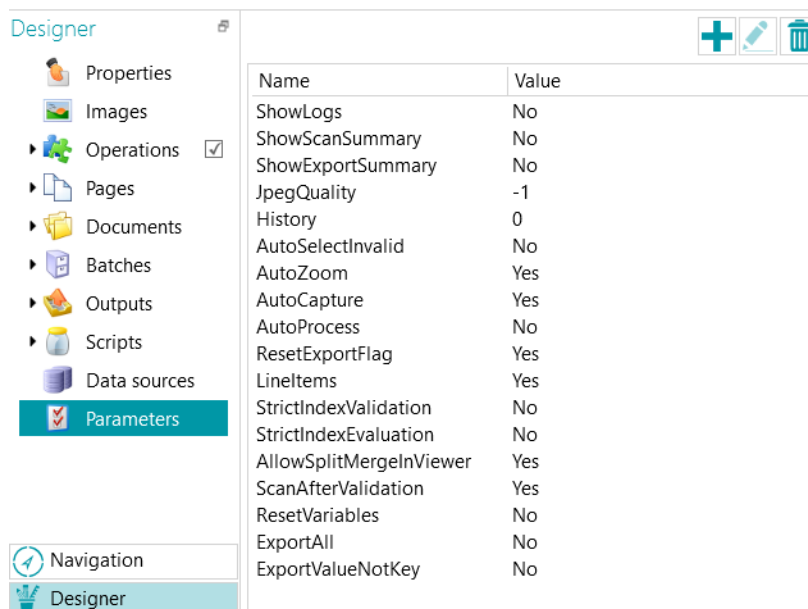 Designer
Properties
Images
Operations
Pages
Documents
Batches
Outputs
Scripts
Data sources
Parameters
Navigation
Designer
Name Value
ShowLogs No
ShowScanSummary No
ShowExportSummary No
JpegQuality -1
History 0
AutoSelectInvalid No
AutoZoom Yes
AutoCapture Yes
AutoProcess No
ResetExportFlag Yes
LineItems Yes
StrictIndexValidation No
StrictIndexEvaluation No
AllowSplitMergeInViewer Yes
ScanAfterValidation Yes
ResetVariables No
ExportAll No
ExportValueNotKey No